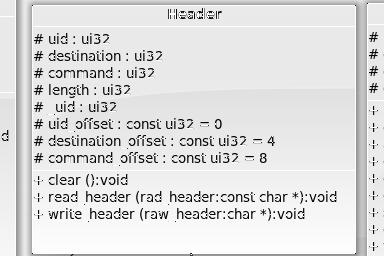 Header
# uid : ui32
# destination : ui32
# command : ui32
# length : ui32
# _uid : ui32
# uid_offset : const ui32 = 0
# destination_offset : const ui32 = 4
# command_offset : const ui32 = 8
+ clear ():void
+ read_header (rad_header:const char *):void
+ write_header (raw_header:char *):void
d
#
#
#
#
+
+
+
+
+
+
+
+
+